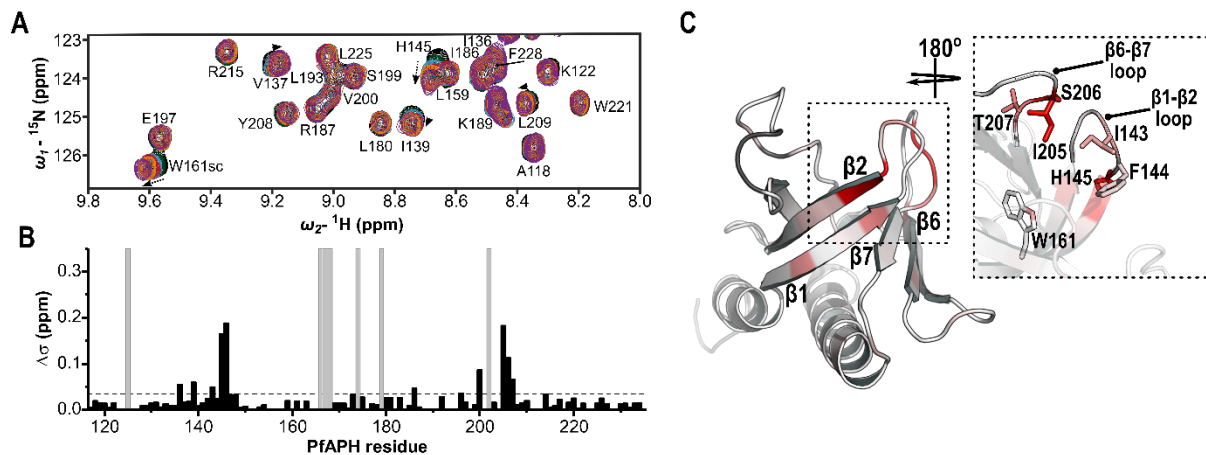 A
123
124
125
126
ω1- 15N (ppm)
R215
V137
L225
L193
S199
V200
Y208
R187
H145
I186
I136
F228
L159
K122
L209
W221
K189
L180
I139
A118
E197
W161sc
9.8 9.6 9.4 9.2 9.0 8.8 8.6 8.4 8.2 8.0
ω2- 1H (ppm)
B
0.3
0.2
0.1
0.0
Δσ (ppm)
120 140 160 180 200 220
PfAPH residue
C
180º
β2
β6
β7
β1
β6-β7
loop
S206
β1-β2
loop
T207
I205
I143
H145
F144
W161